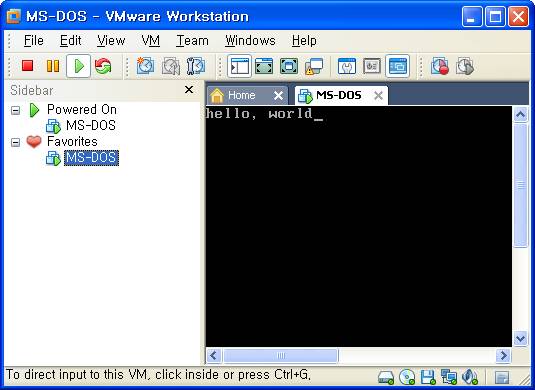 MS-DOS - VMware Workstation
File Edit View VM Team Windows Help
Sidebar
Home
MS-DOS
Powered On
MS-DOS
Favorites
MS-DOS
hello, world_
To direct input to this VM, click inside or press Ctrl+G.